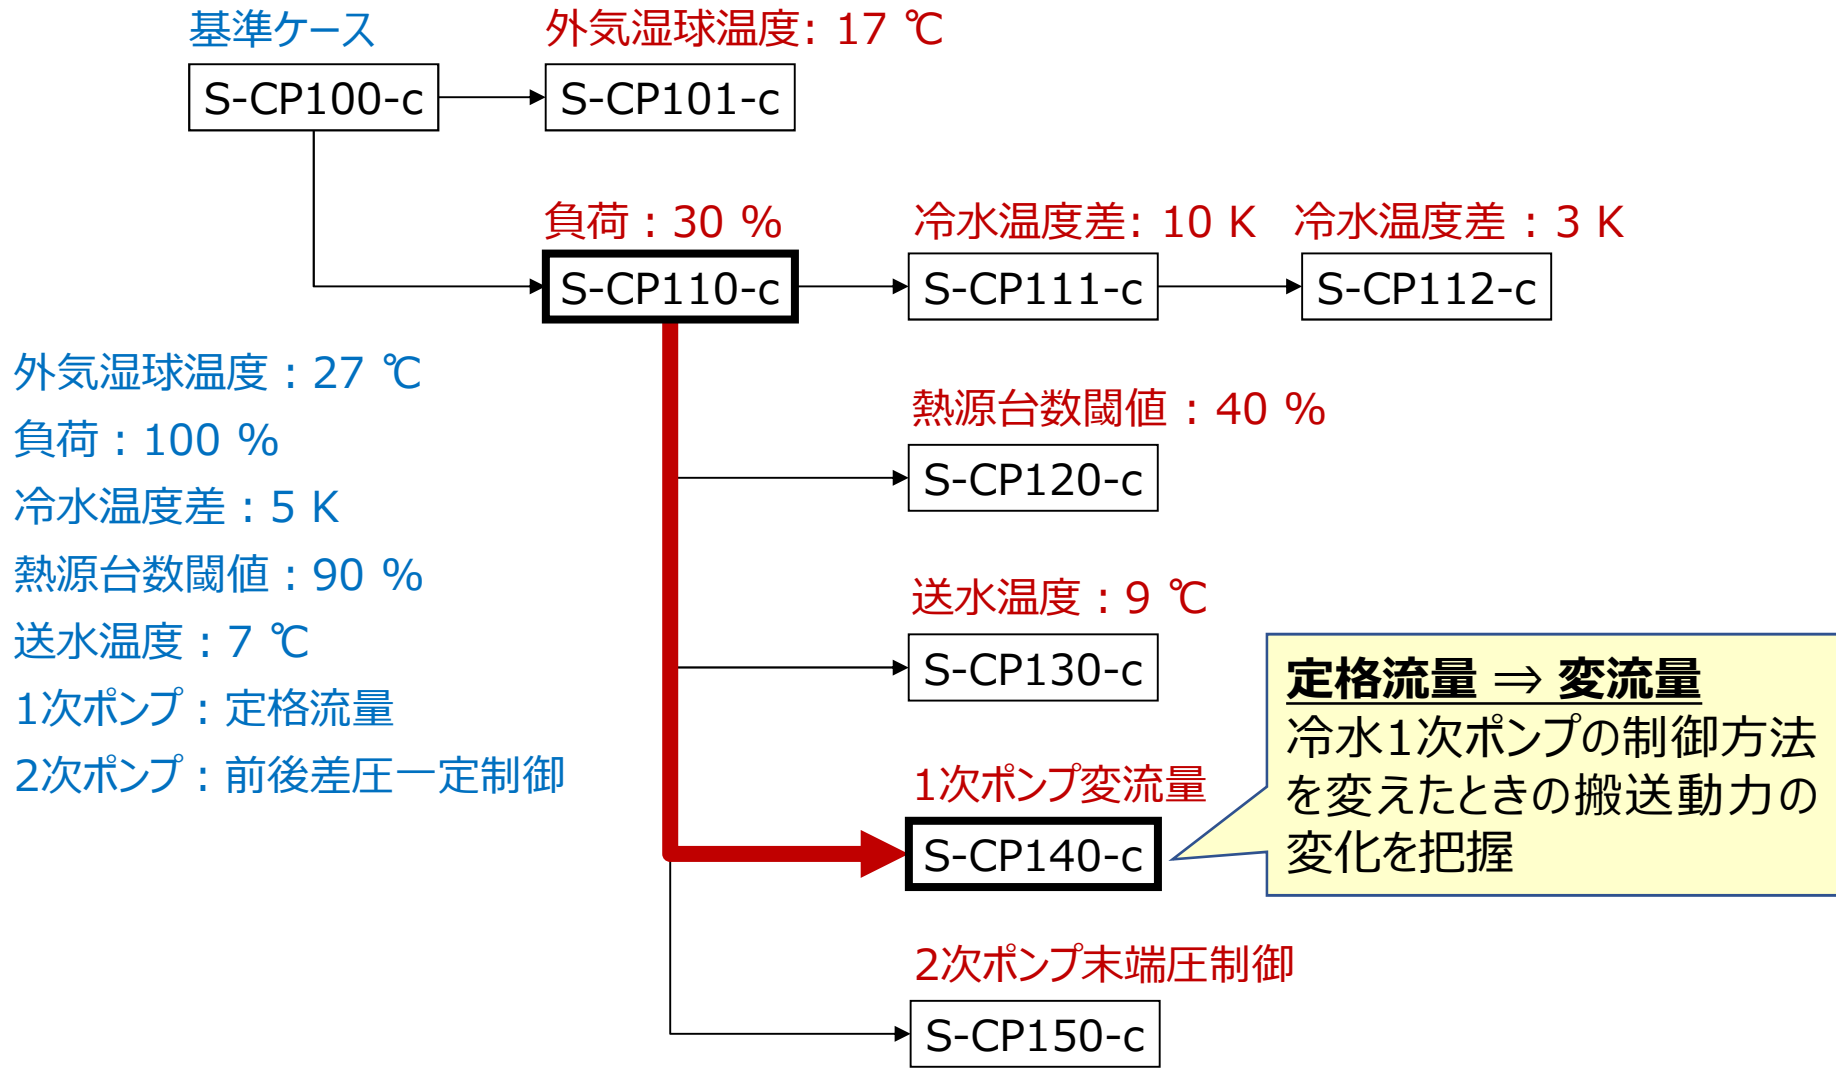 基準ケース
外気湿球温度: 17 ℃
S-CP100-c
S-CP101-c
負荷：30 %
冷水温度差: 10 K
冷水温度差：3 K
S-CP110-c
S-CP111-c
S-CP112-c
外気湿球温度：27 ℃
負荷：100 %
冷水温度差：5 K
熱源台数閾値：90 %
送水温度：7 ℃
1次ポンプ：定格流量
2次ポンプ：前後差圧一定制御
熱源台数閾値：40 %
S-CP120-c
送水温度：9 ℃
S-CP130-c
1次ポンプ変流量
S-CP140-c
定格流量 ⇒ 変流量
冷水1次ポンプの制御方法
を変えたときの搬送動力の
変化を把握
2次ポンプ末端圧制御
S-CP150-c